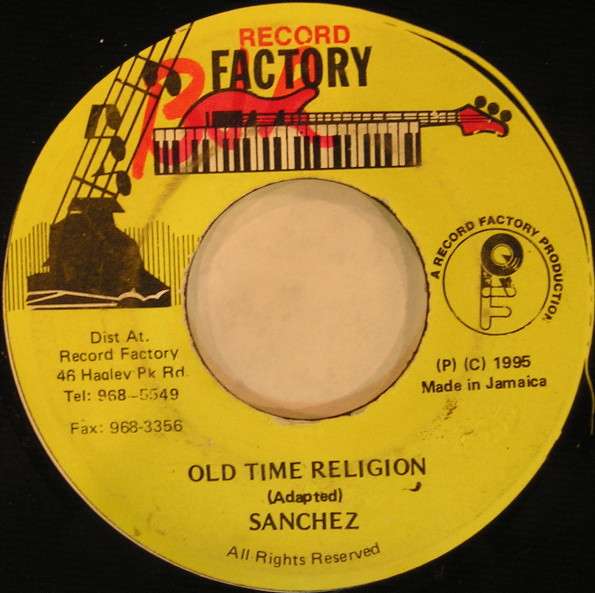 RECORD
FACTORY
A RECORD FACTORY PRODUCTION
Dist At.
Record Factory
46 Hagley Pk Rd.
Tel: 968-5549
Fax: 968-3356
(P) (C) 1995
Made in Jamaica
OLD TIME RELIGION
(Adapted)
SANCHEZ
All Rights Reserved